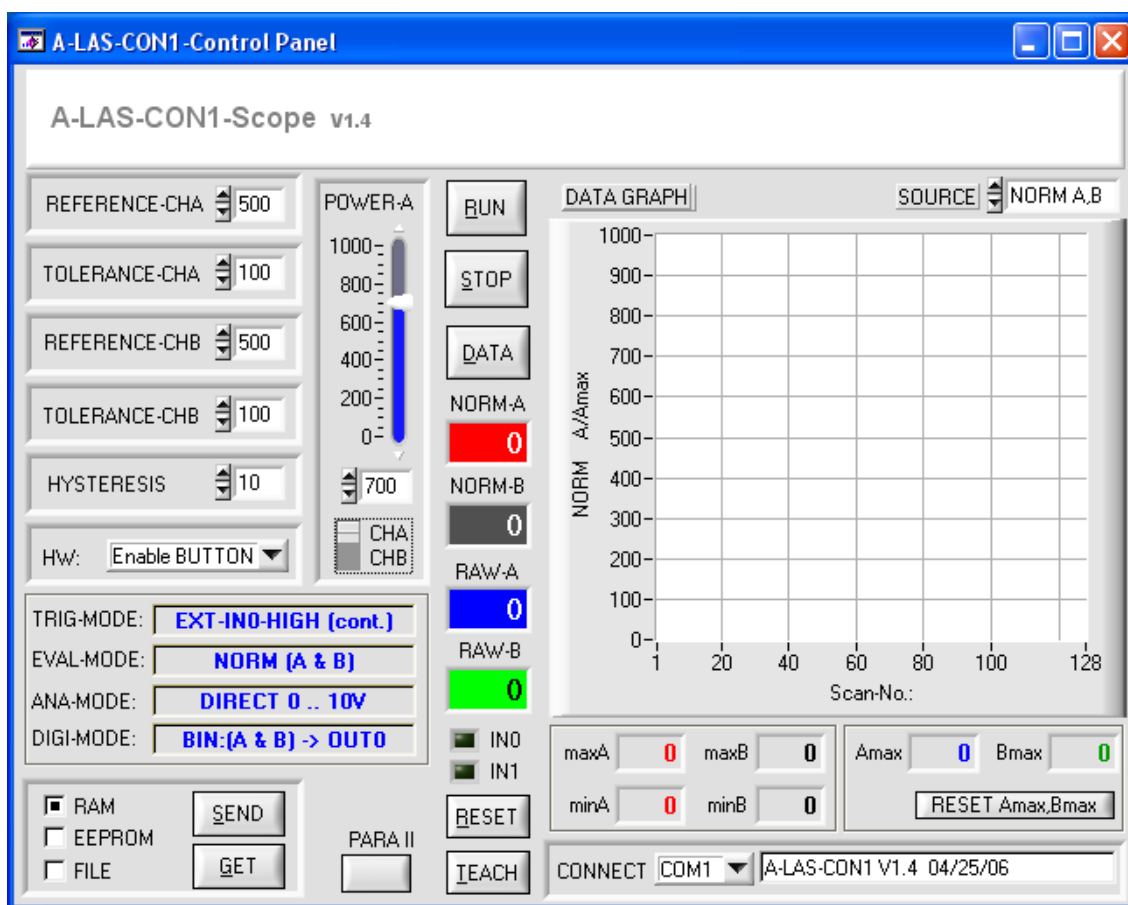 A-LAS-CON1-Control Panel
A-LAS-CON1-Scope V1.4
REFERENCE-CHA 500
TOLERANCE-CHA 100
REFERENCE-CHB 500
TOLERANCE-CHB 100
HYSTERESIS 10
HW: Enable BUTTON
POWER-A
1000
800
600
400
200
0
700
CHA
CHB
RUN
STOP
DATA
NORM-A
0
NORM-B
0
RAW-A
0
RAW-B
0
IN0
IN1
RESET
TEACH
TRIG-MODE: EXT-IN0-HIGH (cont.)
EVAL-MODE: NORM (A & B)
ANA-MODE: DIRECT 0 .. 10V
DIGI-MODE: BIN:(A & B) -> OUT0
RAM
EEPROM
FILE
SEND
GET
PARA II
DATA GRAPH SOURCE NORM A,B
NORM A/Amax
1000
900
800
700
600
500
400
300
200
100
0
1 20 40 60 80 100 128
Scan-No.:
maxA 0 maxB 0
minA 0 minB 0
Amax 0 Bmax 0
RESET Amax,Bmax
CONNECT COM1 A-LAS-CON1 V1.4 04/25/06